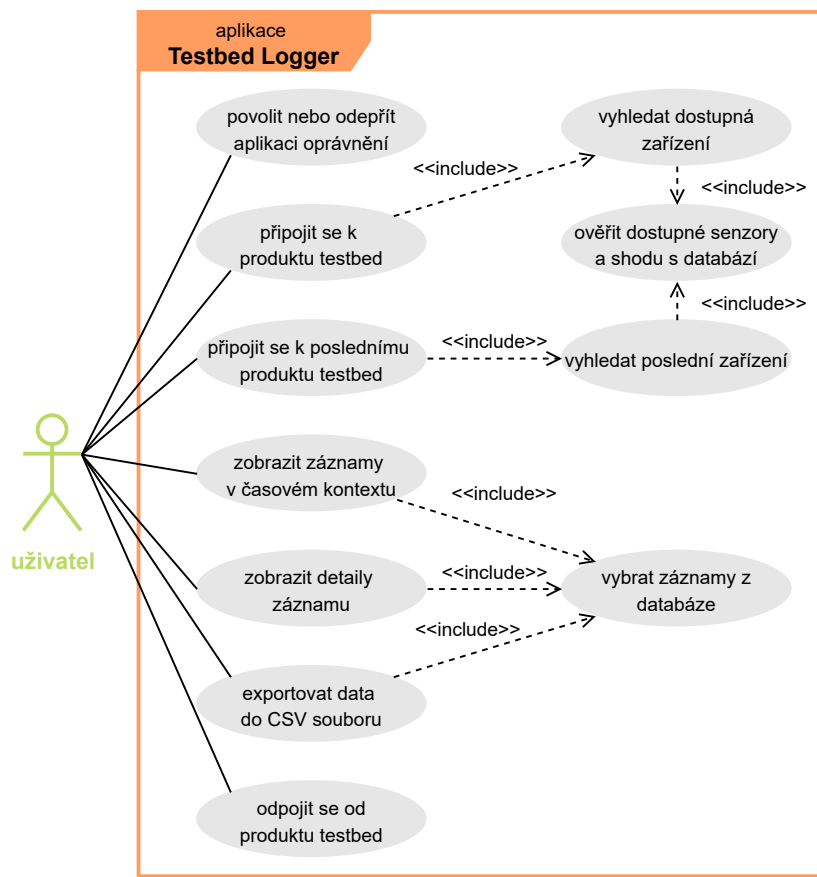 aplikace
Testbed Logger
povolit nebo odepřít
aplikaci oprávnění
vyhledat dostupná
zařízení
<<include>>
<<include>>
připojit se k
produktu testbed
ověřit dostupné senzory
a shodu s databází
<<include>>
připojit se k poslednímu
produktu testbed
<<include>>
vyhledat poslední zařízení
uživatel
zobrazit záznamy
v časovém kontextu
<<include>>
zobrazit detaily
záznamu
<<include>>
vybrat záznamy z
databáze
<<include>>
exportovat data
do CSV souboru
odpojit se od
produktu testbed